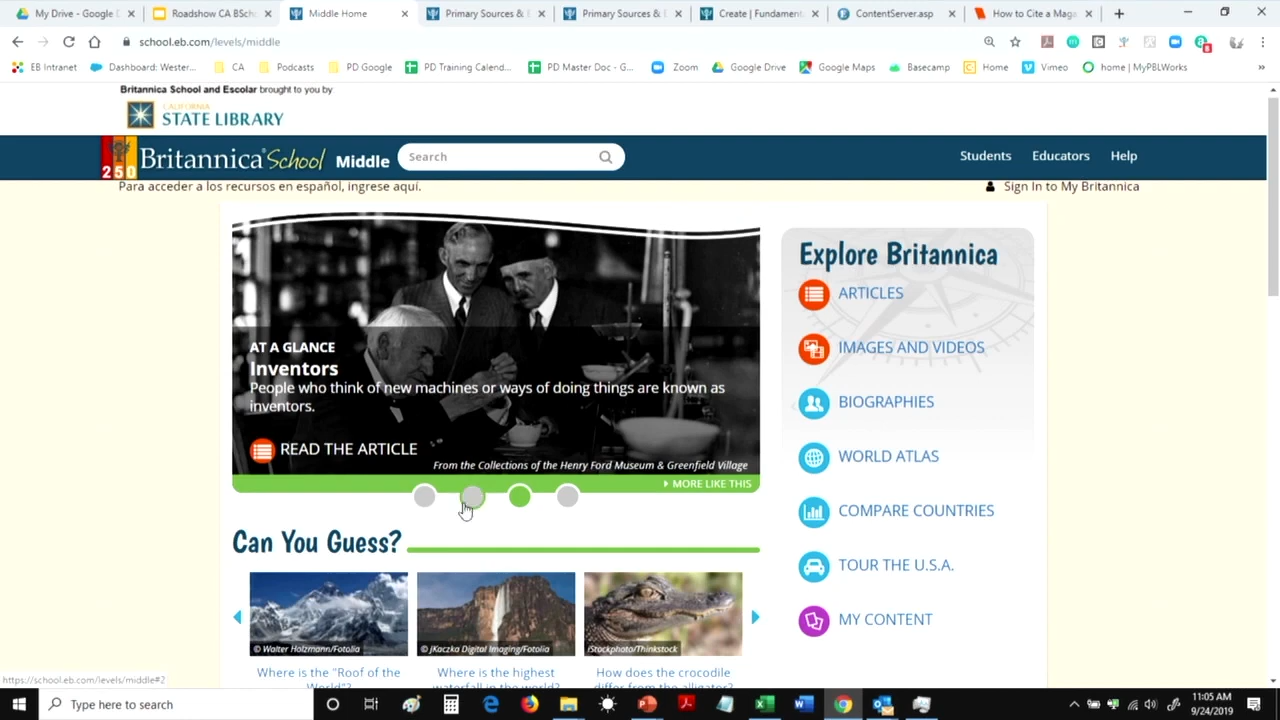 My Drive - Google D
Roadshow CA BSch
Middle Home
Primary Sources & E
Primary Sources & E
Create | Fundament
ContentServer.asp
How to Cite a Maga
school.eb.com/levels/middle
EB Intranet
Dashboard: Wester...
CA
Podcasts
PD Google
PD Training Calend...
PD Master Doc - G...
Zoom
Google Drive
Google Maps
Basecamp
Home
Vimeo
home | MyPBLWorks
Britannica School and Escolar brought to you by
CALIFORNIA
STATE LIBRARY
250
Britannica School Middle
Search
Students
Educators
Help
Para acceder a los recursos en español, ingrese aquí.
Sign In to My Britannica
AT A GLANCE
Inventors
People who think of new machines or ways of doing things are known as
inventors.
READ THE ARTICLE
From the Collections of the Henry Ford Museum & Greenfield Village
MORE LIKE THIS
Explore Britannica
ARTICLES
IMAGES AND VIDEOS
BIOGRAPHIES
WORLD ATLAS
COMPARE COUNTRIES
TOUR THE U.S.A.
MY CONTENT
Can You Guess?
© Walter Holzmann/Fotolia
© JKaczka Digital Imaging/Fotolia
iStockphoto/Thinkstock
Where is the "Roof of the
World"?
Where is the highest
waterfall in the world?
How does the crocodile
differ from the alligator?
https://school.eb.com/levels/middle#2
Type here to search
11:05 AM
9/24/2019